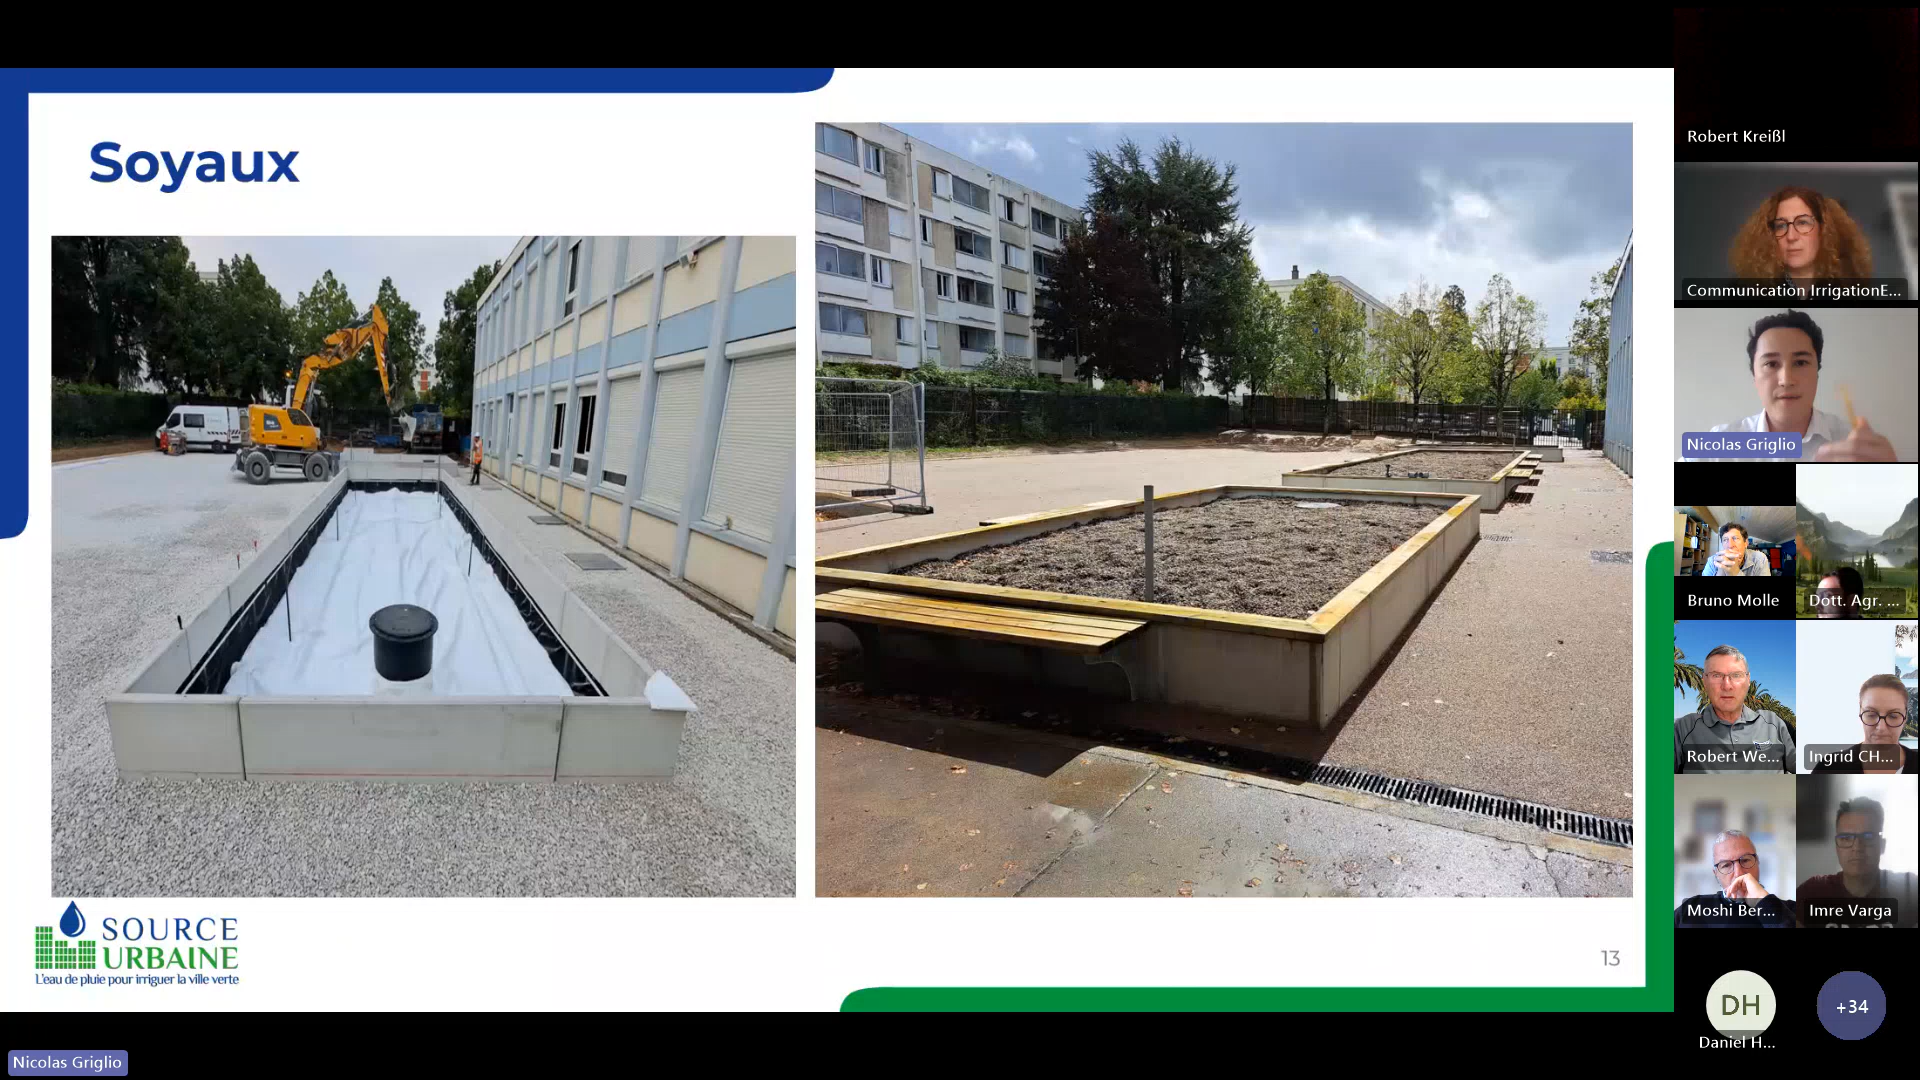 Soyaux
SOURCE
URBAINE
L'eau de pluie pour irriguer la ville verte
13
Nicolas Griglio
Robert Kreißl
Communication IrrigationE...
Nicolas Griglio
Bruno Molle
Dott. Agr. ...
Robert We...
Ingrid CH...
Moshi Ber...
Imre Varga
DH
Daniel H...
+34